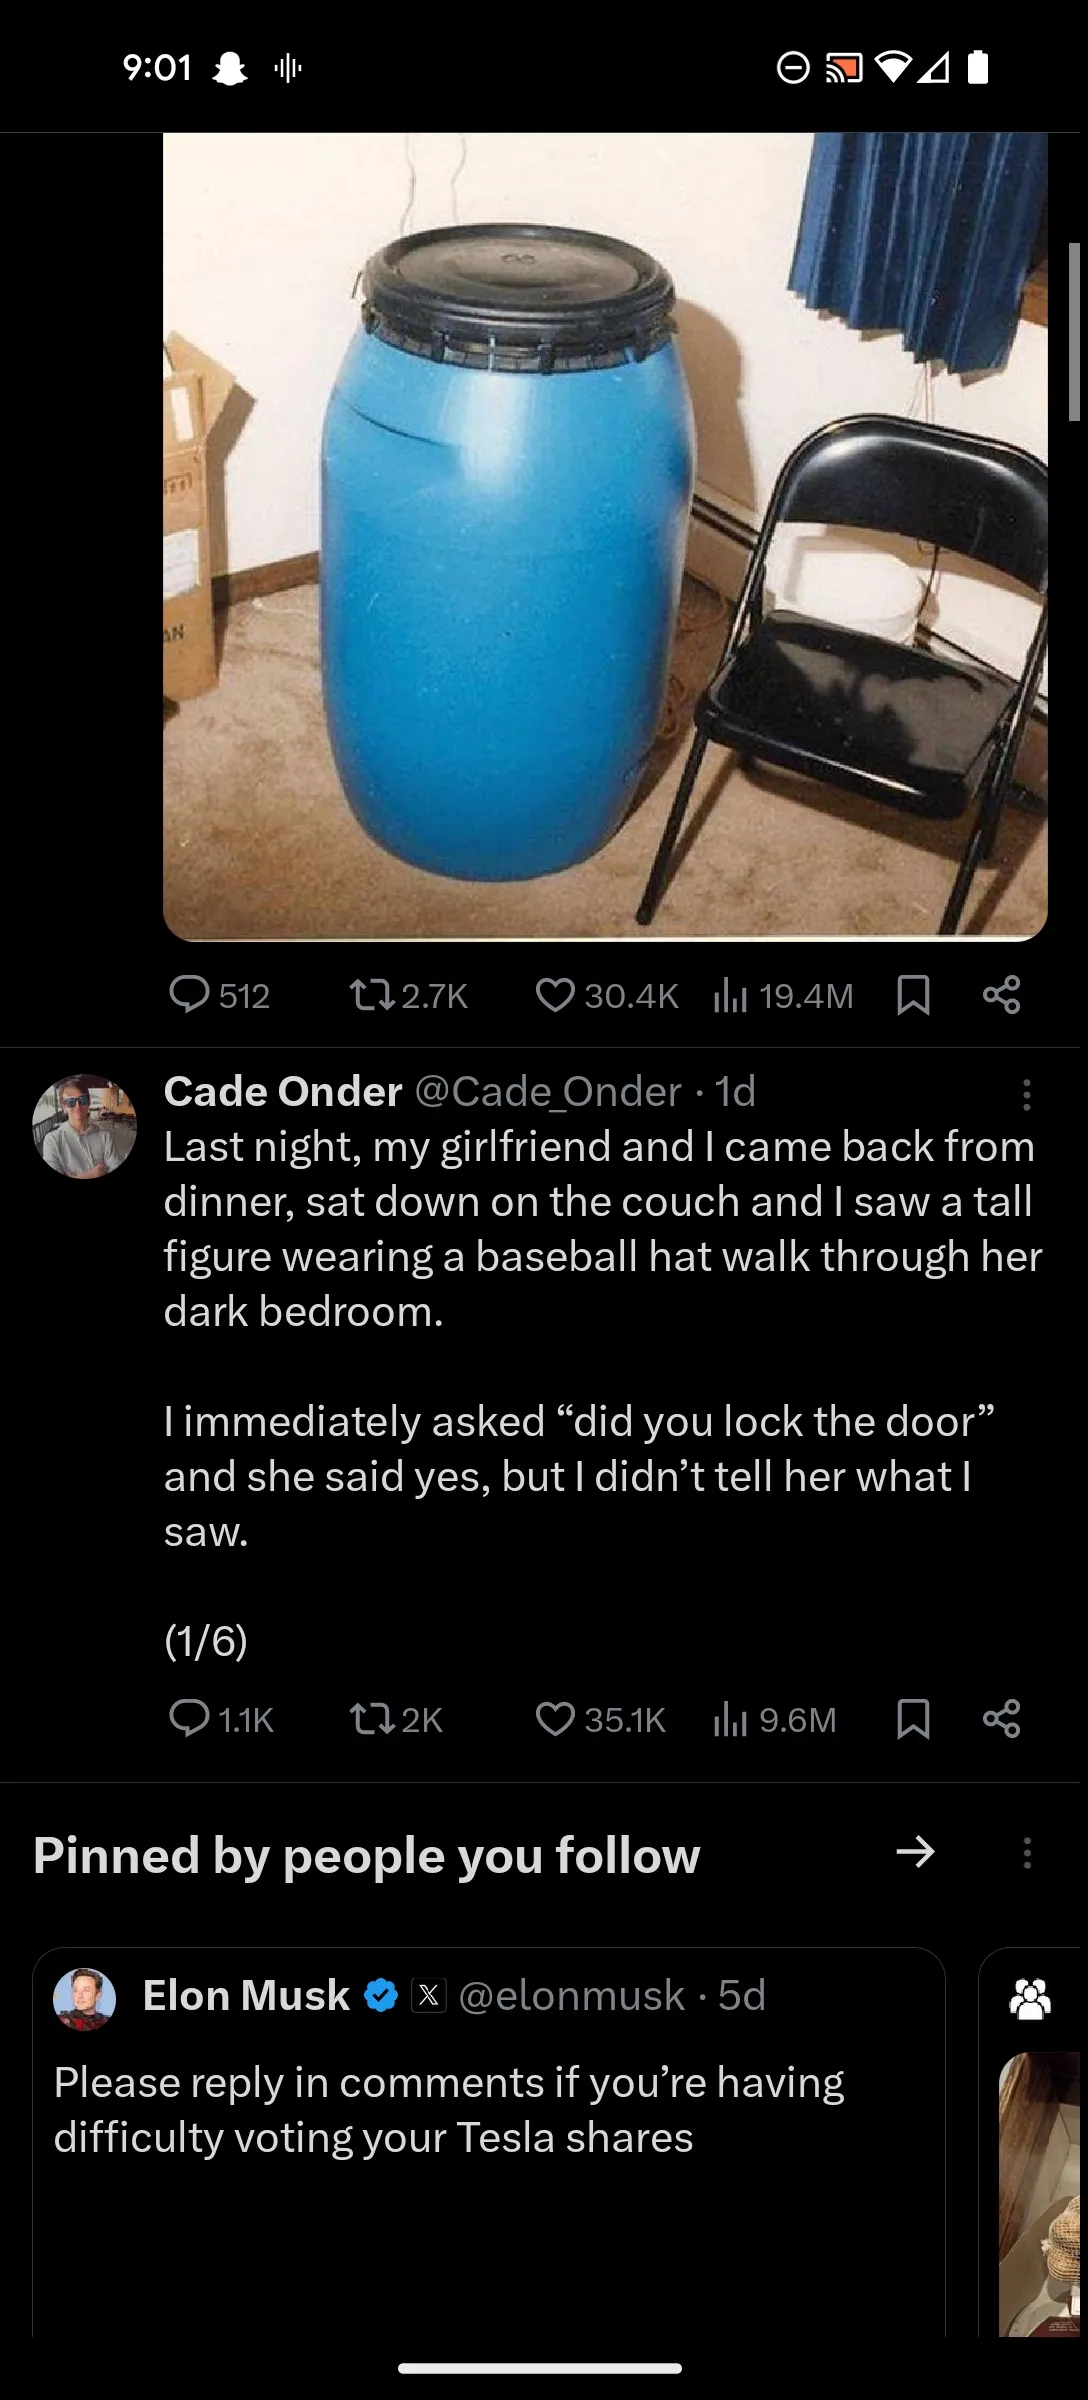 9:01
AN
512 2.7K 30.4K 19.4M
Cade Onder @Cade_Onder · 1d
Last night, my girlfriend and I came back from
dinner, sat down on the couch and I saw a tall
figure wearing a baseball hat walk through her
dark bedroom.
I immediately asked “did you lock the door”
and she said yes, but I didn’t tell her what I
saw.
(1/6)
1.1K 2K 35.1K 9.6M
Pinned by people you follow
Elon Musk X @elonmusk · 5d
Please reply in comments if you’re having
difficulty voting your Tesla shares